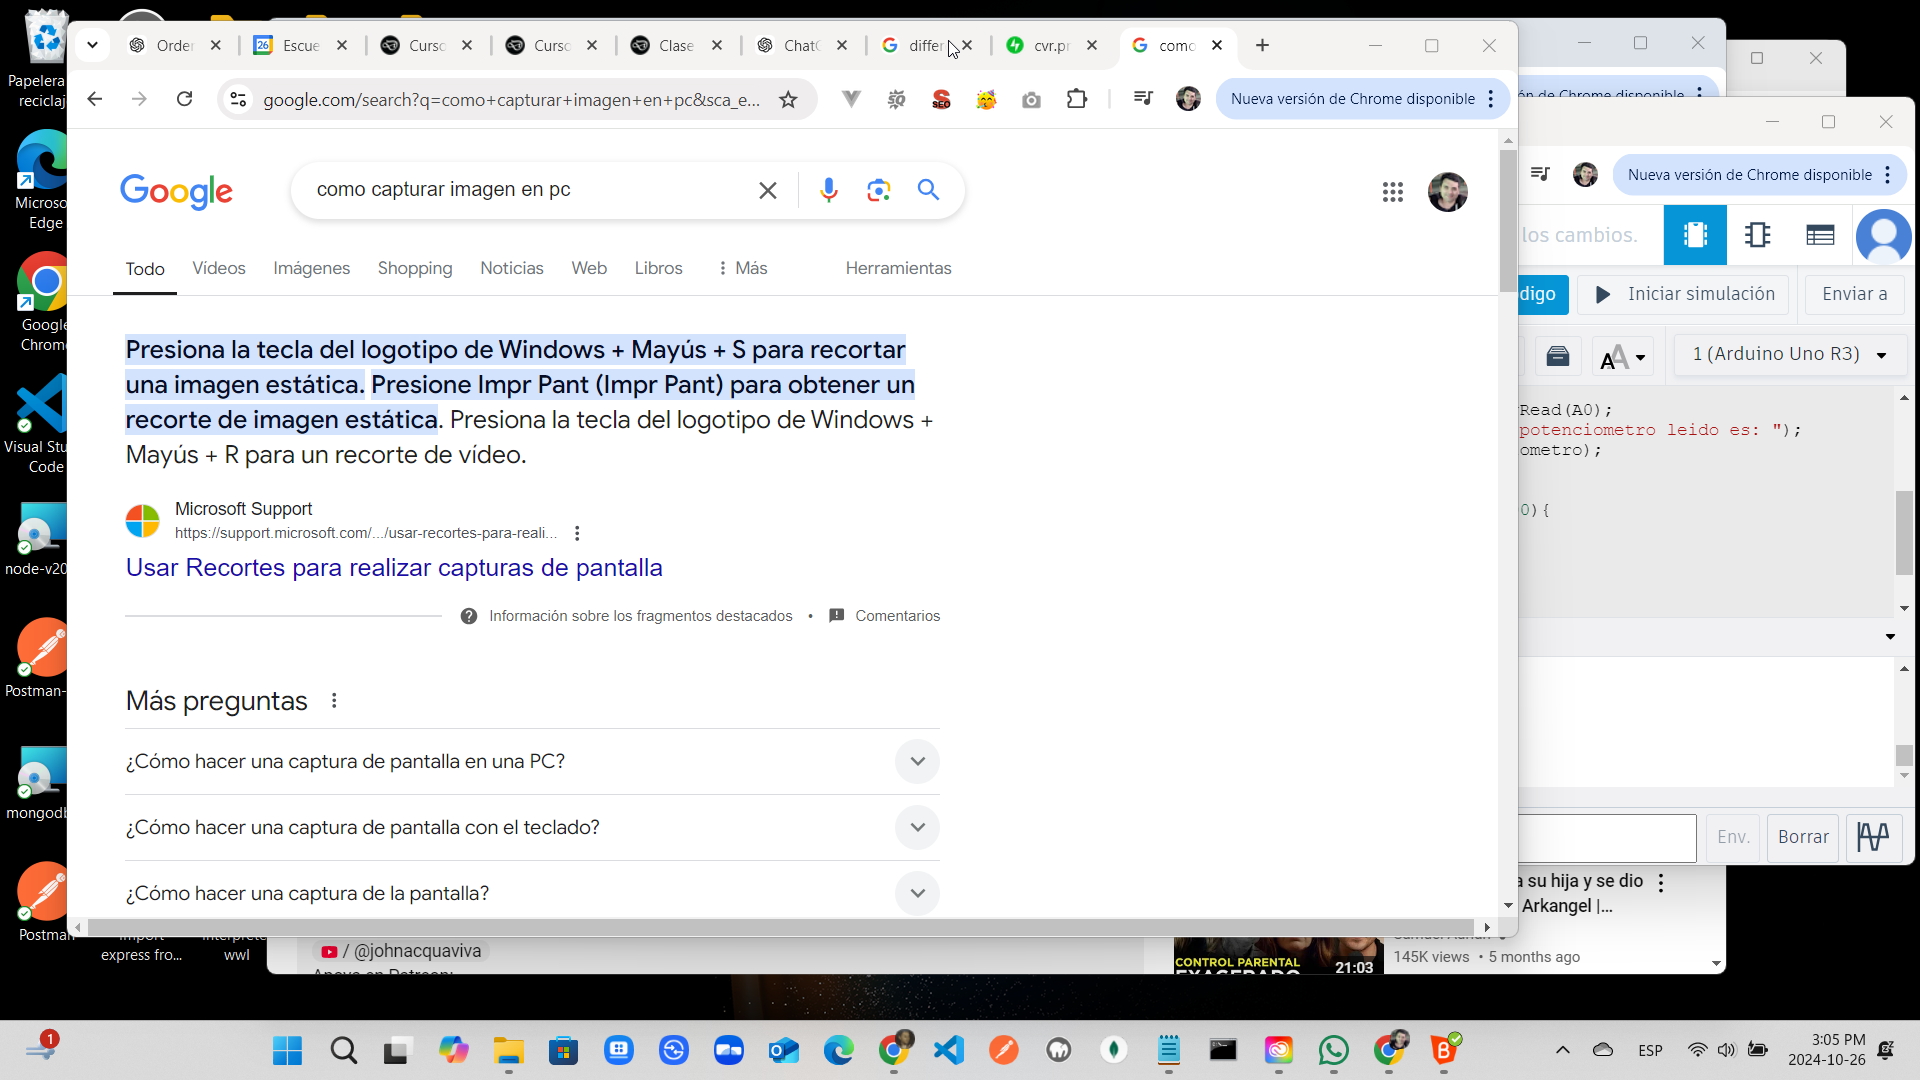 Papelera
reciclaj
Microso
Edge
Google
Chrome
Visual Stu
Code
node-v20
Postman-
mongodb
Postman
express fro...
interprete
wwl
Order
26
Escue
Curso
Curso
Clase
ChatG
differ
cvr.pr
como
google.com/search?q=como+capturar+imagen+en+pc&sca_e...
SEO
Nueva versión de Chrome disponible
Google
como capturar imagen en pc
Todo
Videos
Imágenes
Shopping
Noticias
Web
Libros
Más
Herramientas
Presiona la tecla del logotipo de Windows + Mayús + S para recortar
una imagen estática. Presione Impr Pant (Impr Pant) para obtener un
recorte de imagen estática. Presiona la tecla del logotipo de Windows +
Mayús + R para un recorte de vídeo.
Microsoft Support
https://support.microsoft.com/.../usar-recortes-para-reali...
Usar Recortes para realizar capturas de pantalla
Información sobre los fragmentos destacados
•
Comentarios
Más preguntas
¿Cómo hacer una captura de pantalla en una PC?
¿Cómo hacer una captura de pantalla con el teclado?
¿Cómo hacer una captura de la pantalla?
Nueva versión de Chrome disponible
los cambios.
digo
Iniciar simulación
Enviar a
1 (Arduino Uno R3)
Read(A0);
potenciometro leido es: ");
ometro);
0){
Env.
Borrar
/ @johnacquaviva
CONTROL PARENTAL
EXAGERADO
21:03
a su hija y se dio
Arkangel |...
145K views • 5 months ago
1
ESP
3:05 PM
2024-10-26